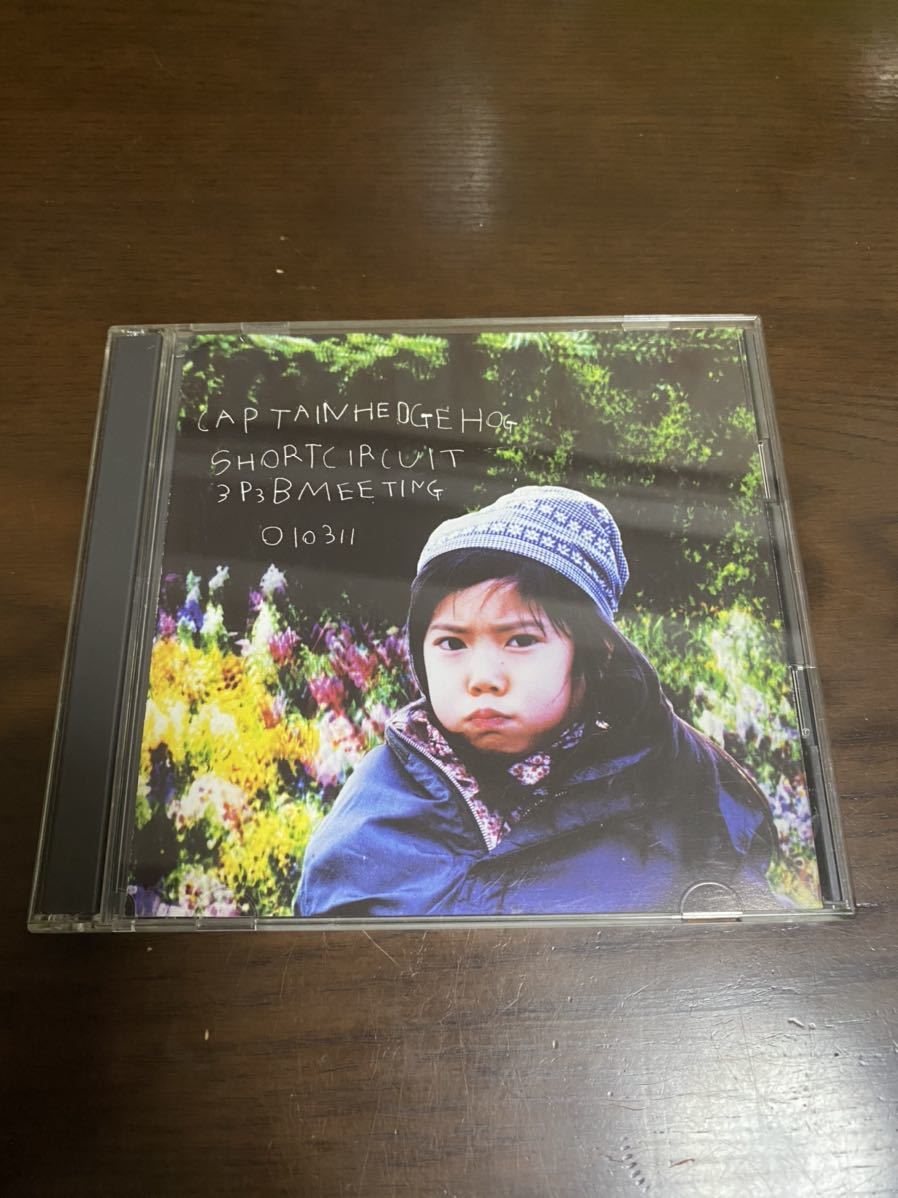 CAPTAINHEDGEHOG
SHORTCIRCUIT
3P3BMEETING
010311